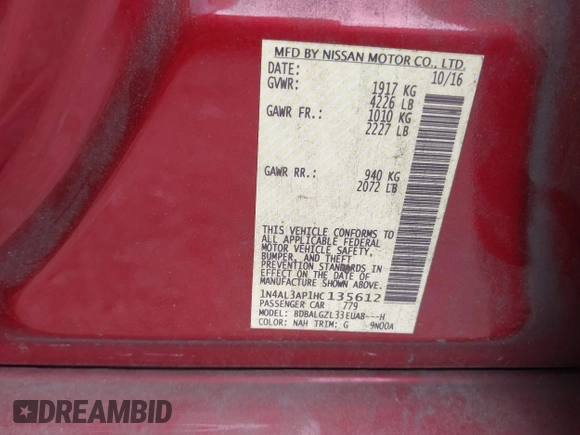 MFD BY NISSAN MOTOR CO., LTD.
DATE: 10/16
GVWR: 1917 KG
4226 LB
GAWR FR.: 1010 KG
2227 LB
GAWR RR.: 940 KG
2072 LB
THIS VEHICLE CONFORMS TO
ALL APPLICABLE FEDERAL
MOTOR VEHICLE SAFETY,
BUMPER, AND THEFT
PREVENTION STANDARDS IN
EFFECT ON THE DATE OF
MANUFACTURE SHOWN ABOVE.
1N4AL3AP1HC135612
PASSENGER CAR 779
MODEL: BDBALGZL33EUAB---H
COLOR: NAH TRIM: G 9N00A
DREAMBID